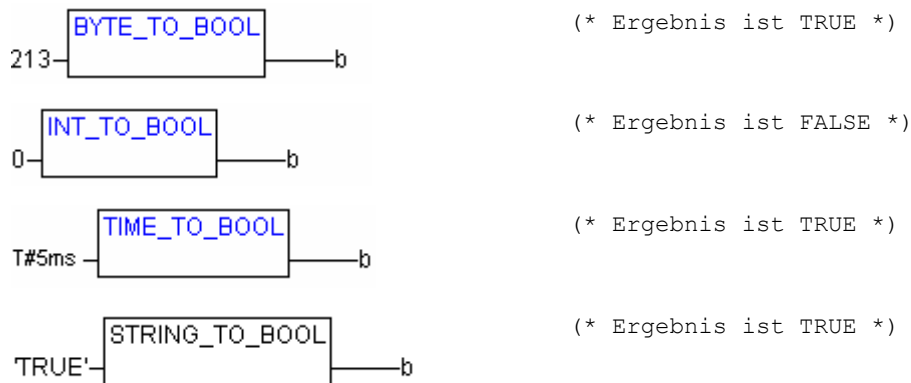 BYTE_TO_BOOL
213 b (* Ergebnis ist TRUE *)
INT_TO_BOOL
0 b (* Ergebnis ist FALSE *)
TIME_TO_BOOL
T#5ms b (* Ergebnis ist TRUE *)
STRING_TO_BOOL
'TRUE' b (* Ergebnis ist TRUE *)